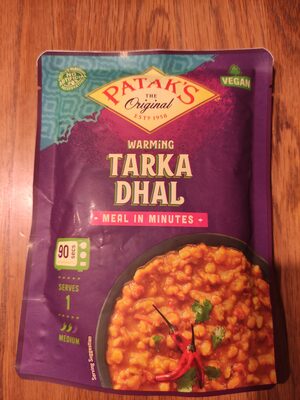 PATAK'S
THE
Original
ESTD 1958
VEGAN
WARMING
TARKA
DHAL
- MEAL IN MINUTES -
90 SECS
SERVES
1
MEDIUM
Serving Suggestion